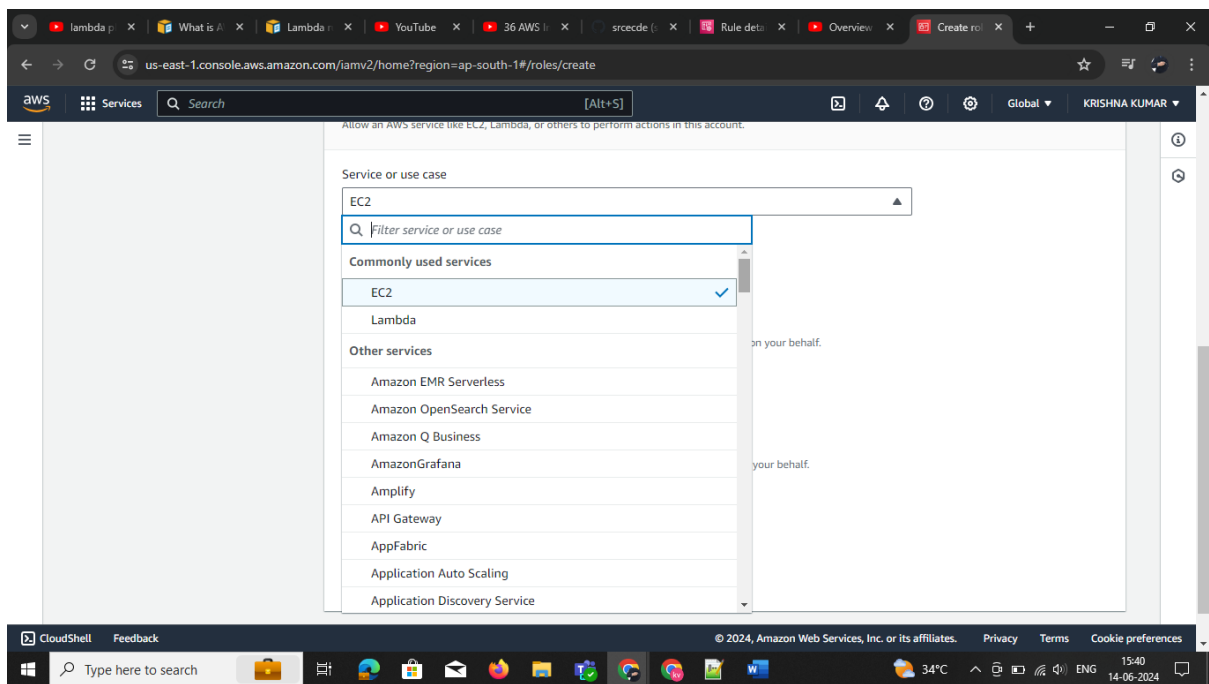 lambda p
What is A
Lambda n
YouTube
36 AWS I
srcecde (s
Rule deta
Overview
Create rol
us-east-1.console.aws.amazon.com/iamv2/home?region=ap-south-1#/roles/create
aws Services Search [Alt+S] Global KRISHNA KUMAR
Allow an AWS service like EC2, Lambda, or others to perform actions in this account.
Service or use case
EC2
Filter service or use case
Commonly used services
EC2
Lambda
on your behalf.
Other services
Amazon EMR Serverless
Amazon OpenSearch Service
Amazon Q Business
AmazonGrafana
your behalf.
Amplify
API Gateway
AppFabric
Application Auto Scaling
Application Discovery Service
CloudShell Feedback © 2024, Amazon Web Services, Inc. or its affiliates. Privacy Terms Cookie preferences
Type here to search 34°C ENG 15:40
14-06-2024